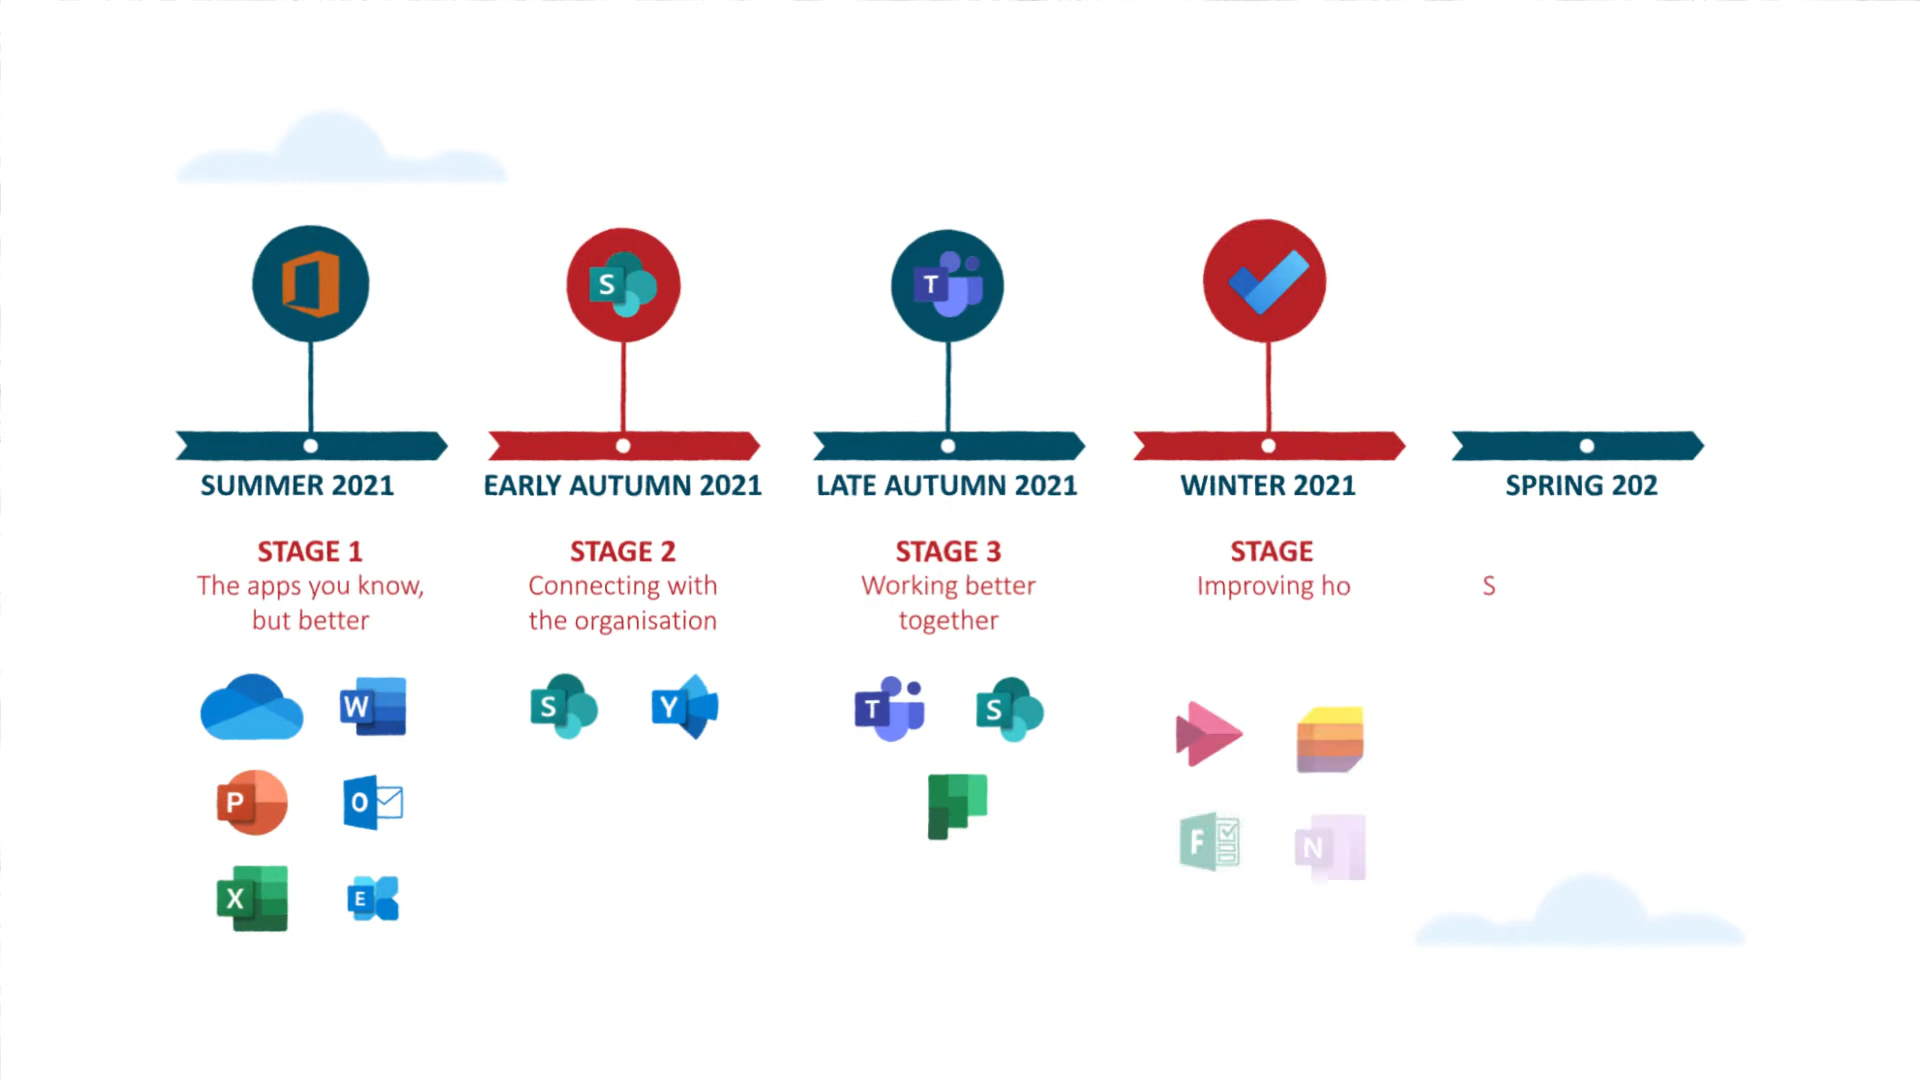 SUMMER 2021
EARLY AUTUMN 2021
LATE AUTUMN 2021
WINTER 2021
SPRING 202
STAGE 1
The apps you know,
but better
STAGE 2
Connecting with
the organisation
STAGE 3
Working better
together
STAGE
Improving ho
S
S
T
W
P
O
X
E
S
Y
T
S
F
N